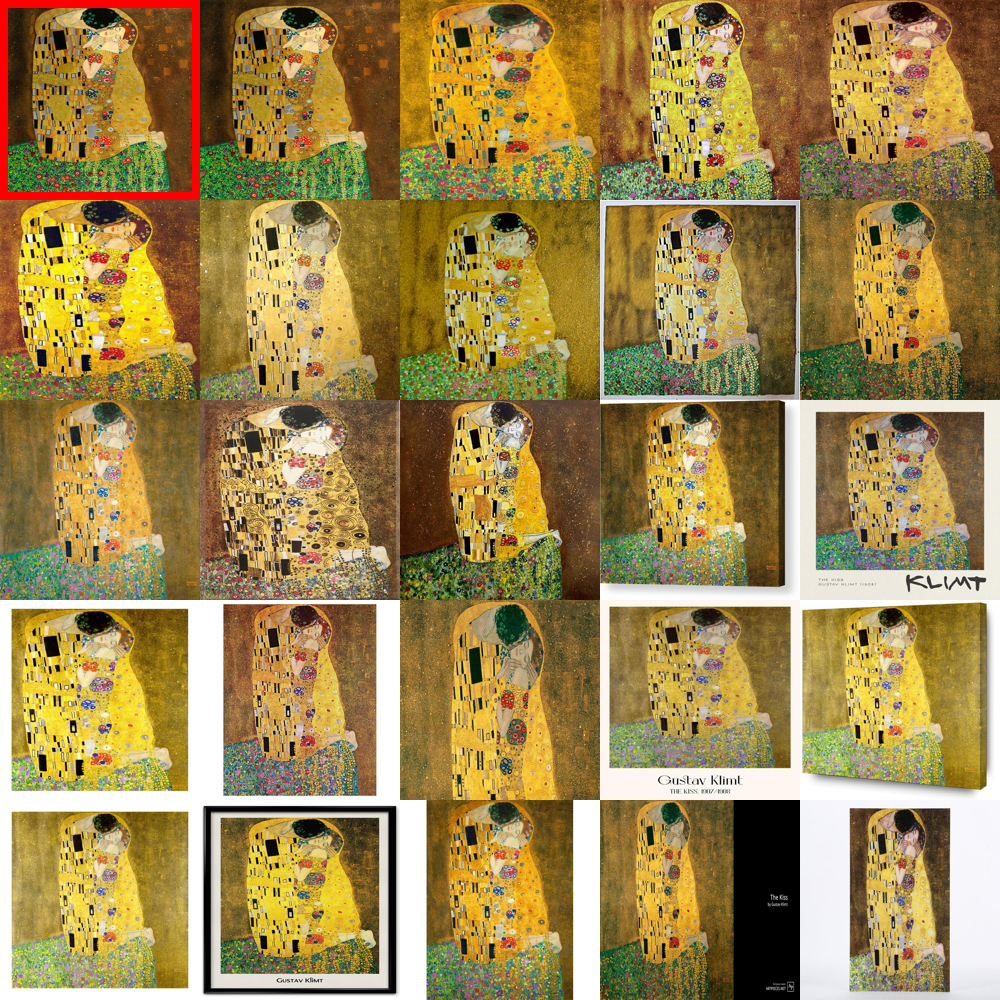 THE KISS
GUSTAV KLIMT (1908)
KLIMT
Gustav Klimt
THE KISS, 1907/1908
GUSTAV KLIMT
The Kiss
by Gustav Klimt